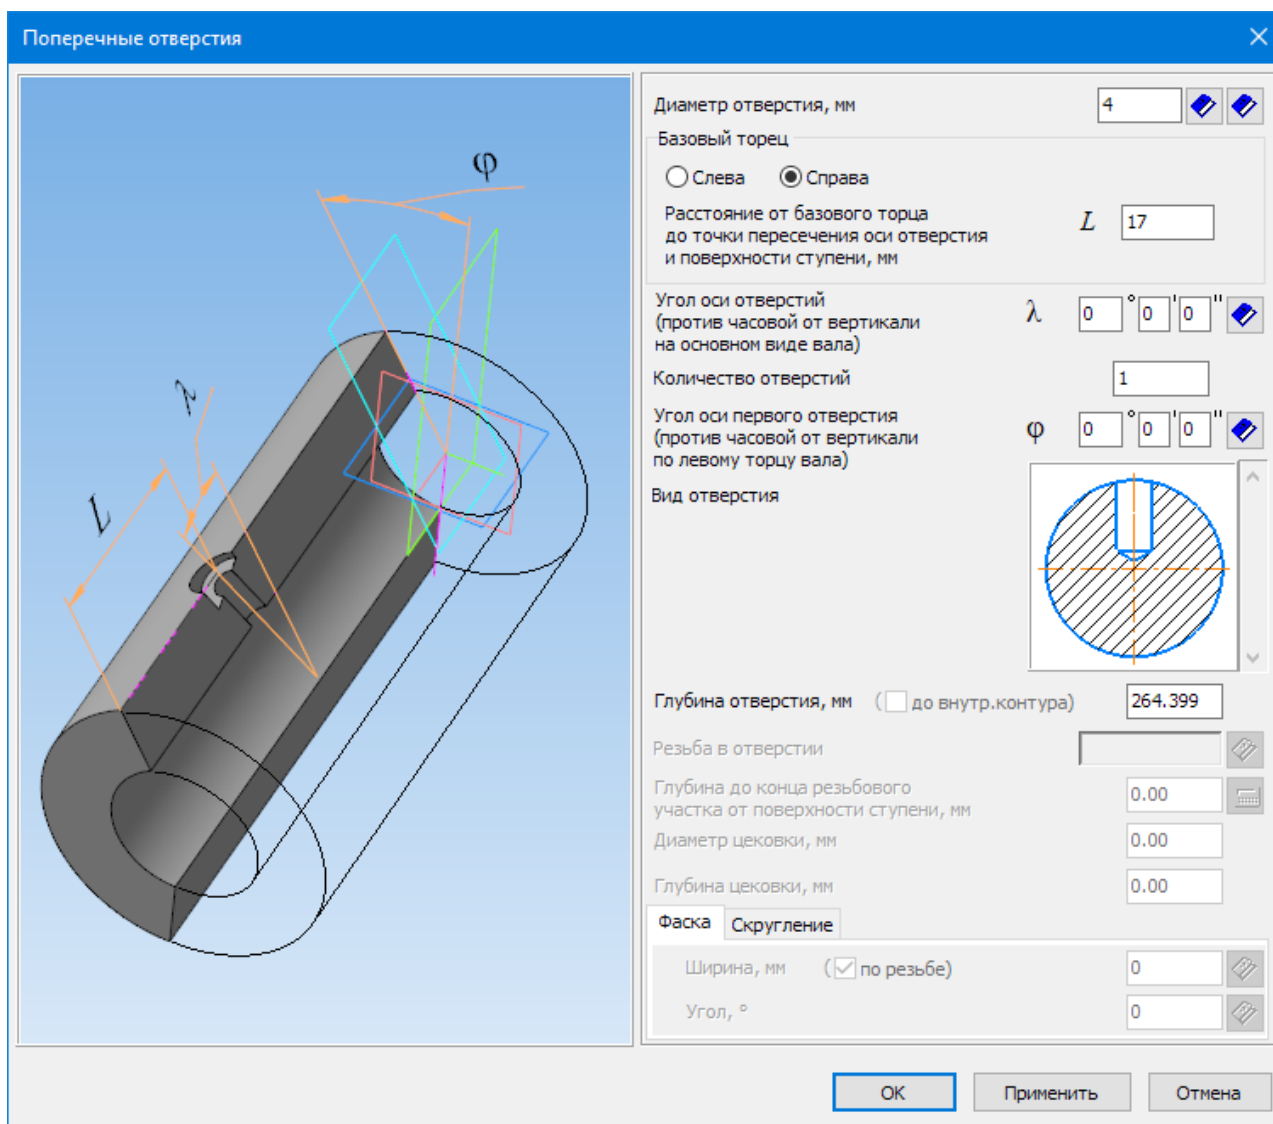 Поперечные отверстия
φ
λ
L
Диаметр отверстия, мм 4
Базовый торец
Слева Справа
Расстояние от базового торца
до точки пересечения оси отверстия L 17
и поверхности ступени, мм
Угол оси отверстий
(против часовой от вертикали λ 0 ° 0 ' 0 "
на основном виде вала)
Количество отверстий 1
Угол оси первого отверстия
(против часовой от вертикали φ 0 ° 0 ' 0 "
по левому торцу вала)
Вид отверстия
Глубина отверстия, мм ( до внутр.контура) 264.399
Резьба в отверстии
Глубина до конца резьбового
участка от поверхности ступени, мм 0.00
Диаметр цековки, мм 0.00
Глубина цековки, мм 0.00
Фаска Скругление
Ширина, мм ( по резьбе) 0
Угол, ° 0
OK Применить Отмена